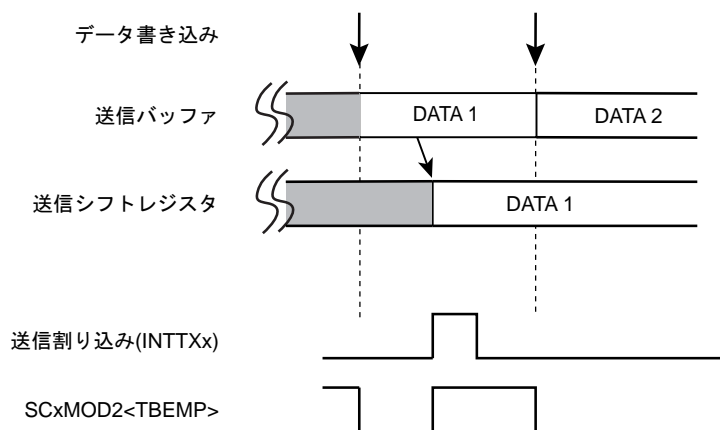 データ書き込み
送信バッファ
DATA 1
DATA 2
送信シフトレジスタ
DATA 1
送信割り込み(INTTXx)
SCxMOD2<TBEMP>